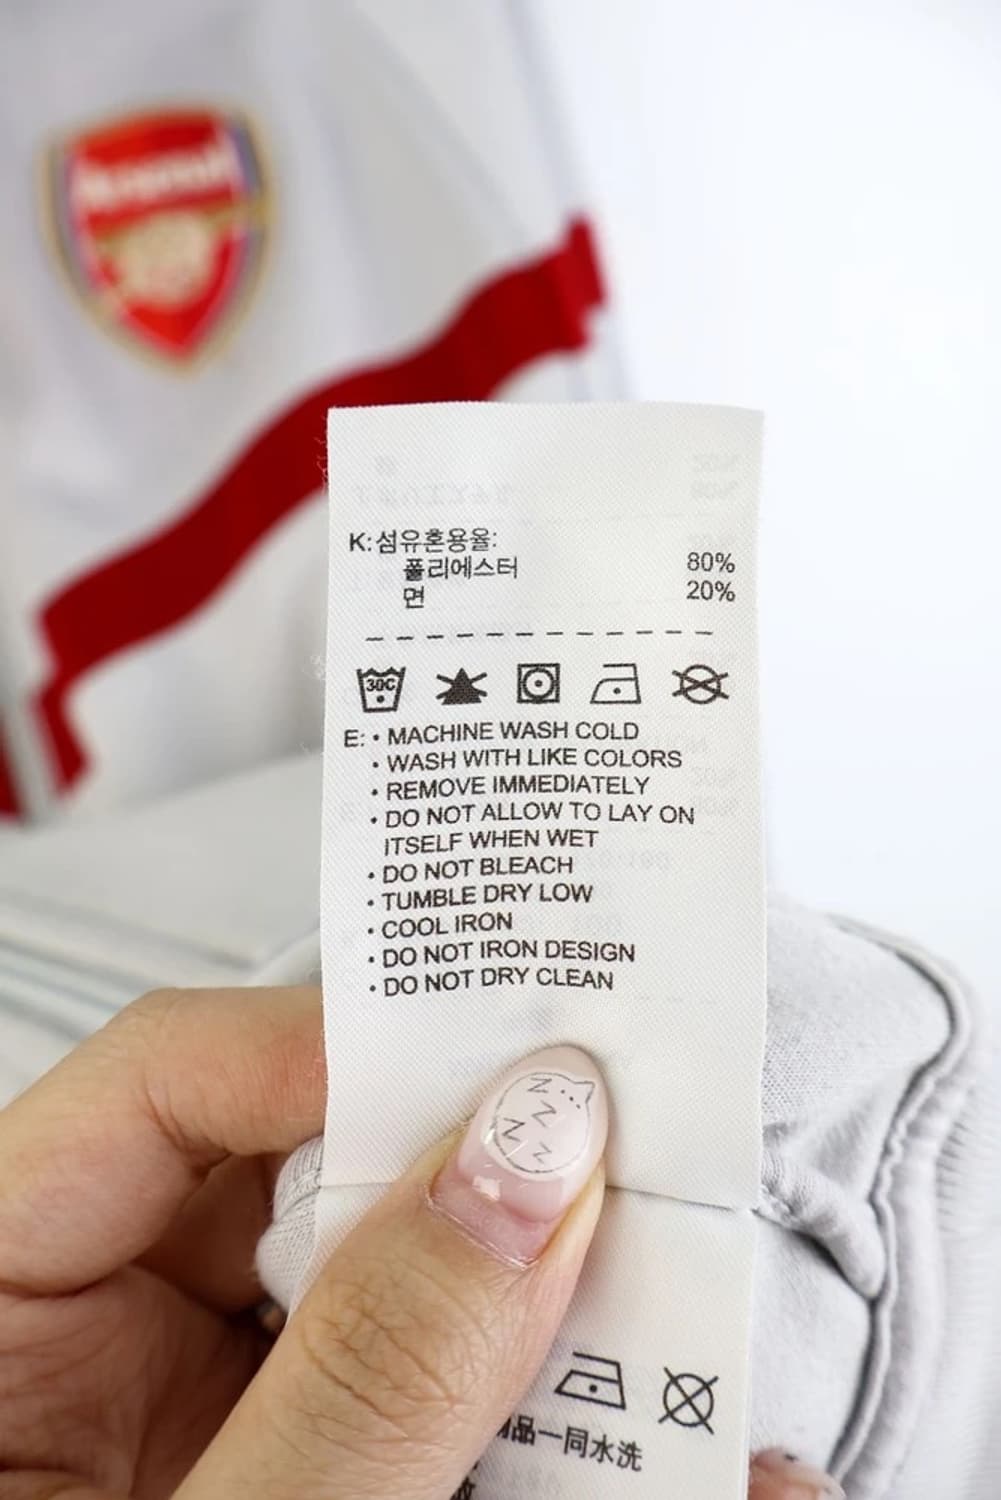 Arsenal
K: 섬유혼용율:
폴리에스터 80%
면 20%
30C
E: • MACHINE WASH COLD
• WASH WITH LIKE COLORS
• REMOVE IMMEDIATELY
• DO NOT ALLOW TO LAY ON
ITSELF WHEN WET
• DO NOT BLEACH
• TUMBLE DRY LOW
• COOL IRON
• DO NOT IRON DESIGN
• DO NOT DRY CLEAN
Z
Z
Z Z
品一同水洗